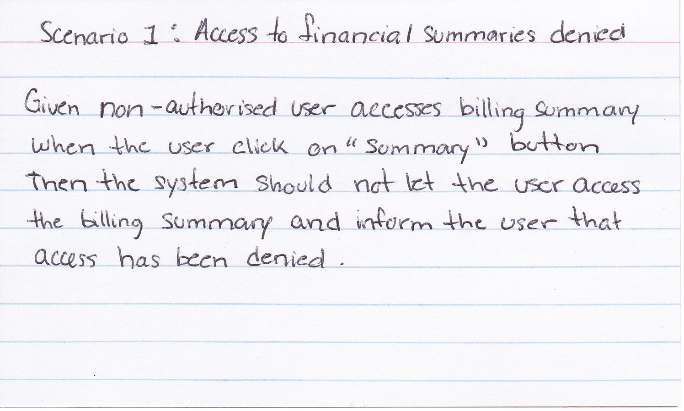 Scenario 1 : Access to financial summaries denied
Given non-authorised user accesses billing summary
when the user click on "Summary" button
Then the system should not let the user access
the billing summary and inform the user that
access has been denied.